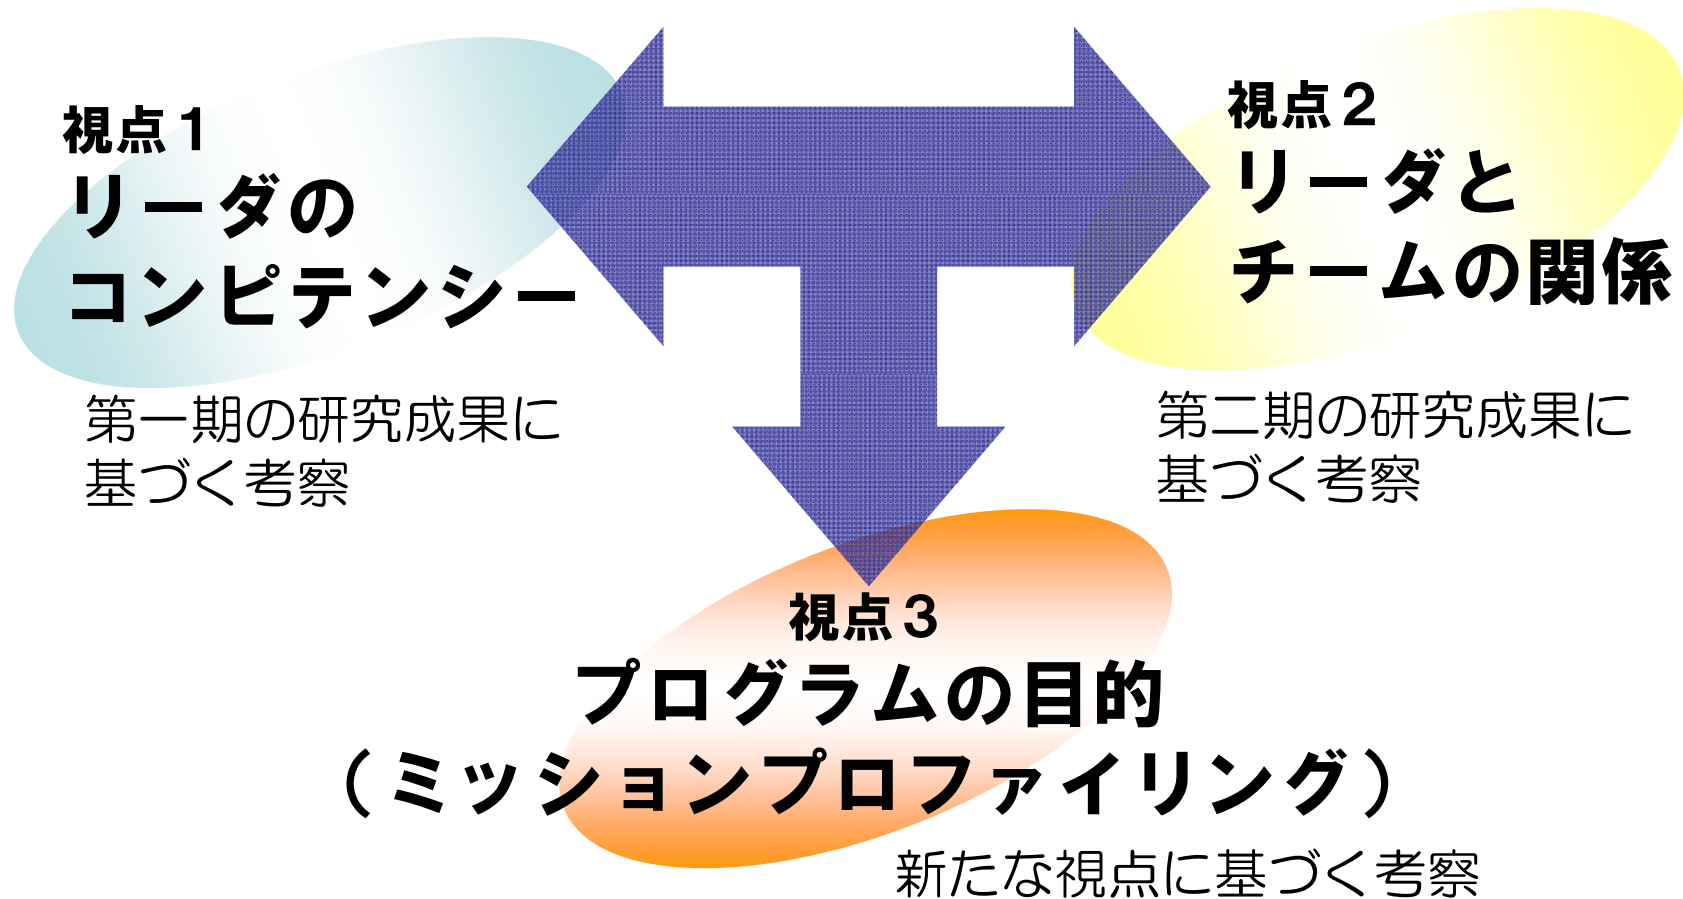 視点１
リーダの
コンピテンシー
第一期の研究成果に
基づく考察
視点２
リーダと
チームの関係
第二期の研究成果に
基づく考察
視点３
プログラムの目的
（ミッションプロファイリング）
新たな視点に基づく考察